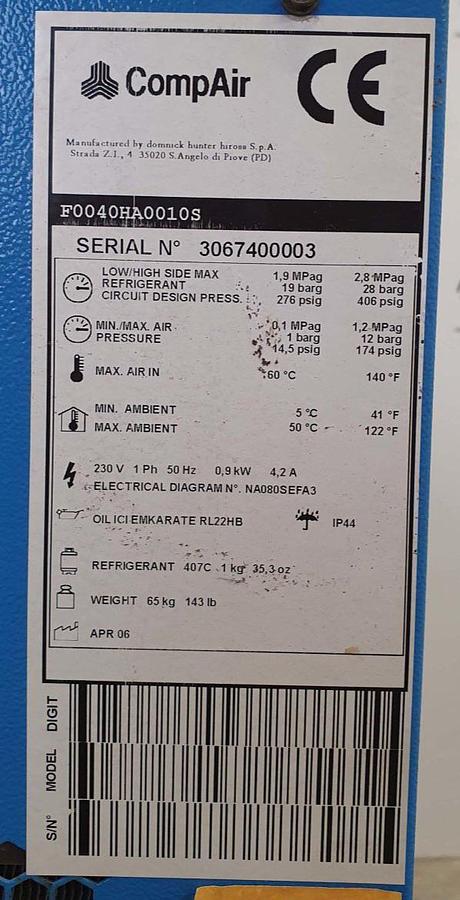 CompAir CE
Manufactured by domnick hunter hiross S.p.A.
Strada Z.I., 4 35020 S.Angelo di Piove (PD)
F0040HA0010S
SERIAL N° 3067400003
LOW/HIGH SIDE MAX 1,9 MPag 2,8 MPag
REFRIGERANT 19 barg 28 barg
CIRCUIT DESIGN PRESS. 276 psig 406 psig
MIN./MAX. AIR 0,1 MPag 1,2 MPag
PRESSURE 1 barg 12 barg
14,5 psig 174 psig
MAX. AIR IN 60 °C 140 °F
MIN. AMBIENT 5 °C 41 °F
MAX. AMBIENT 50 °C 122 °F
230 V 1 Ph 50 Hz 0,9 kW 4,2 A
ELECTRICAL DIAGRAM N°. NA080SEFA3
OIL ICI EMKARATE RL22HB IP44
REFRIGERANT 407C 1 kg 35,3 oz
WEIGHT 65 kg 143 lb
APR 06
DIGIT
MODEL
S/N°